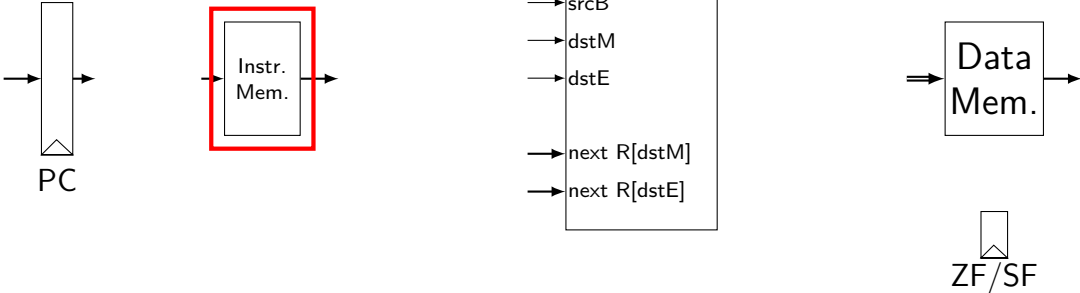 srcB
dstM
dstE
next R[dstM]
next R[dstE]
PC
Instr.
Mem.
Data
Mem.
ZF/SF